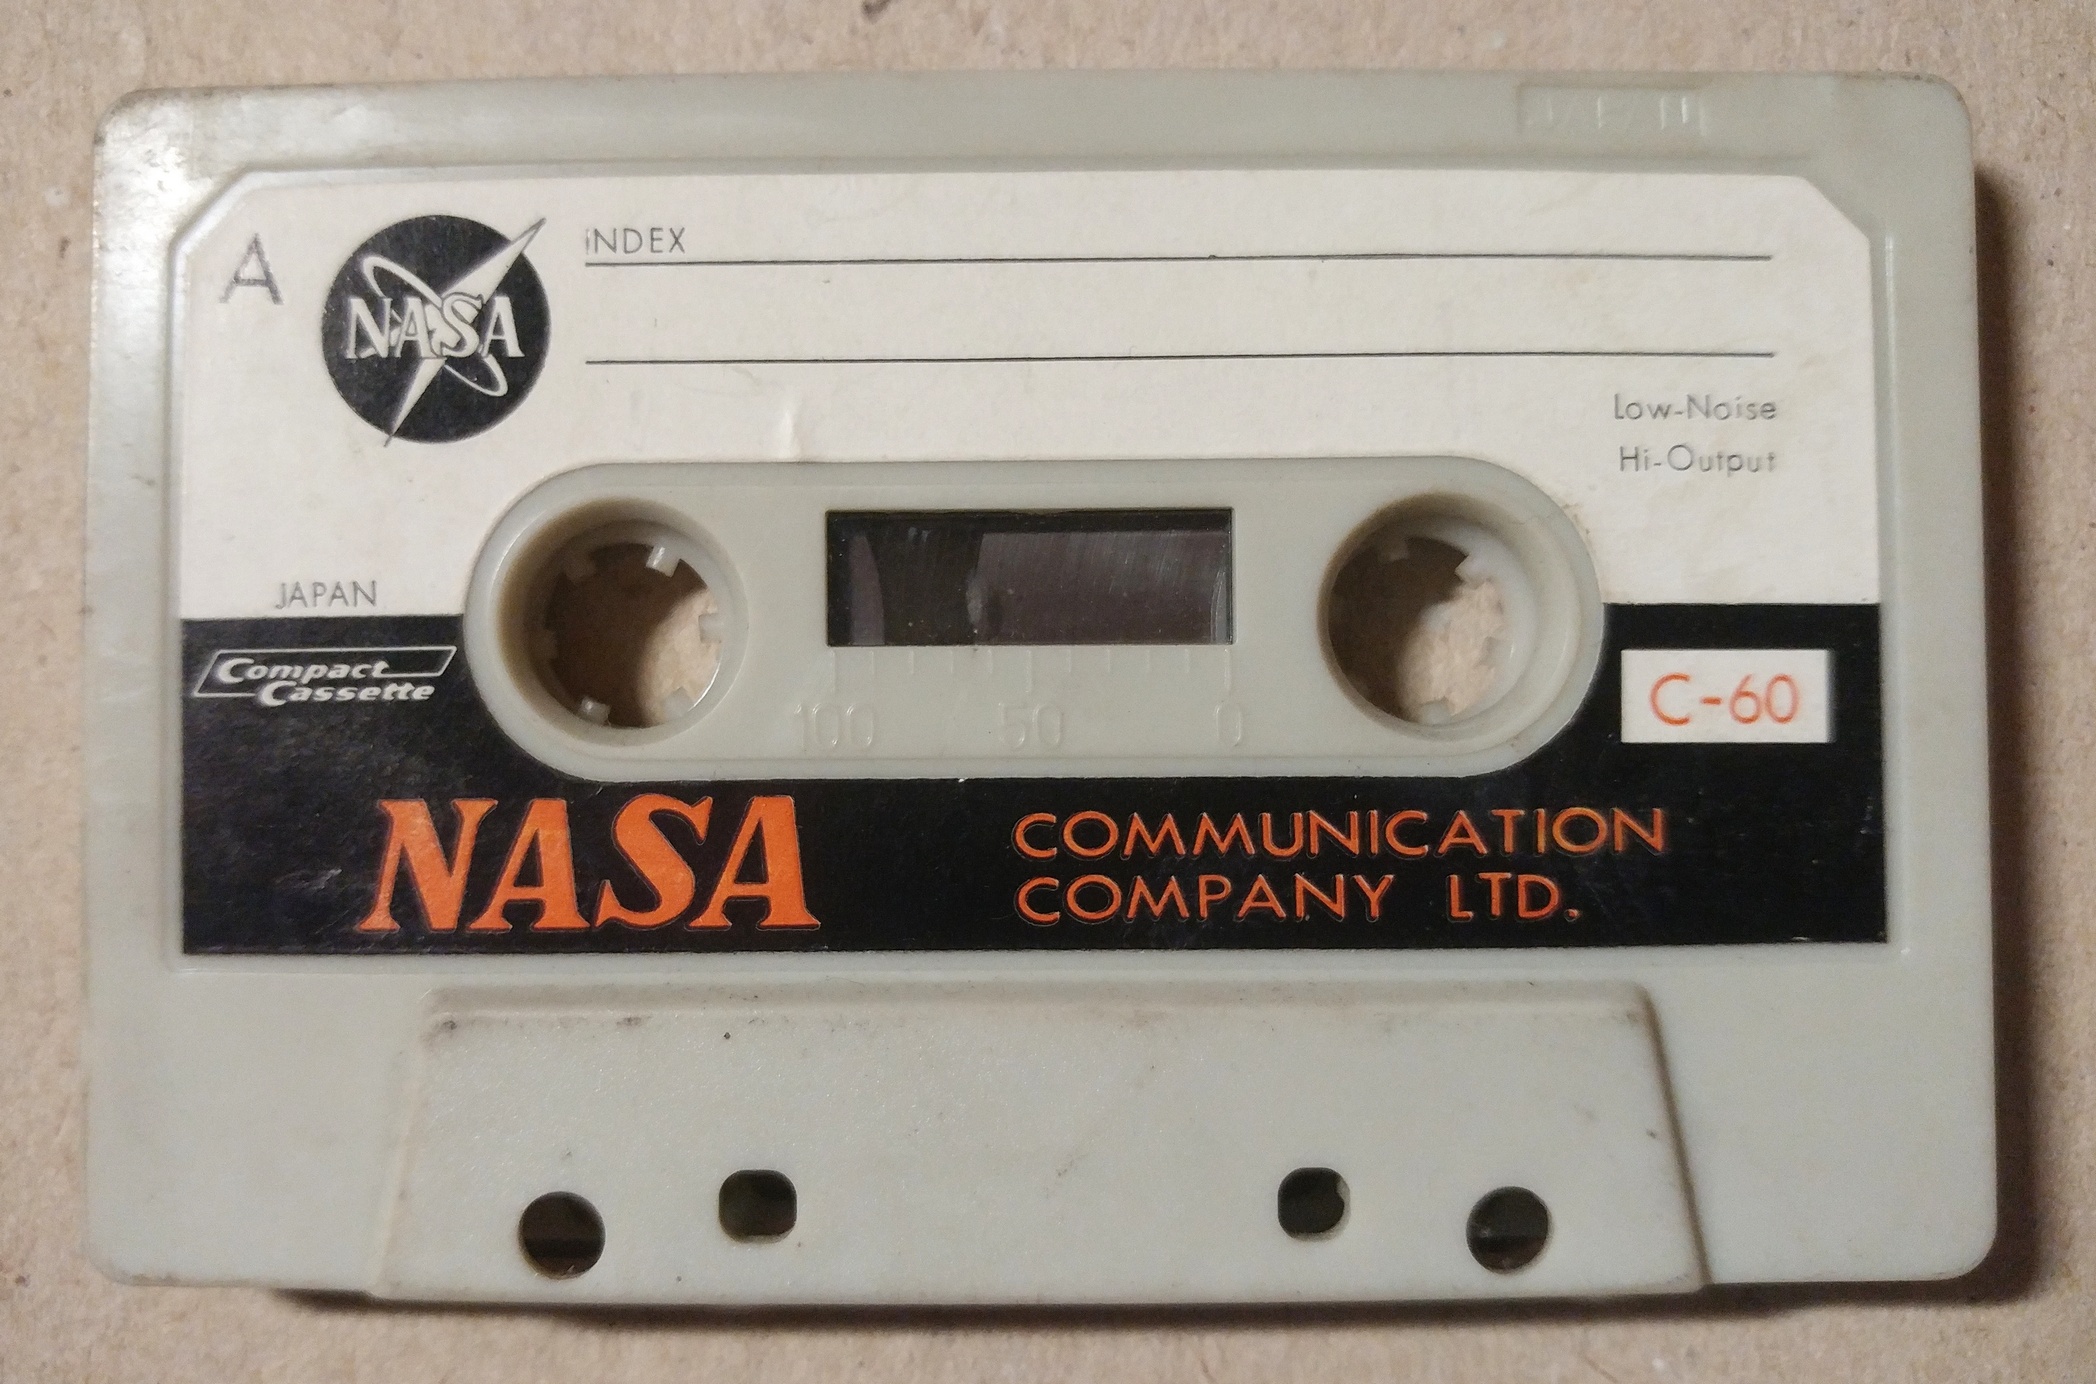 A
NASA
iNDEX
Low-Noise
Hi-Output
JAPAN
Compact
Cassette
C-60
100 50 0
NASA
COMMUNICATION
COMPANY LTD.